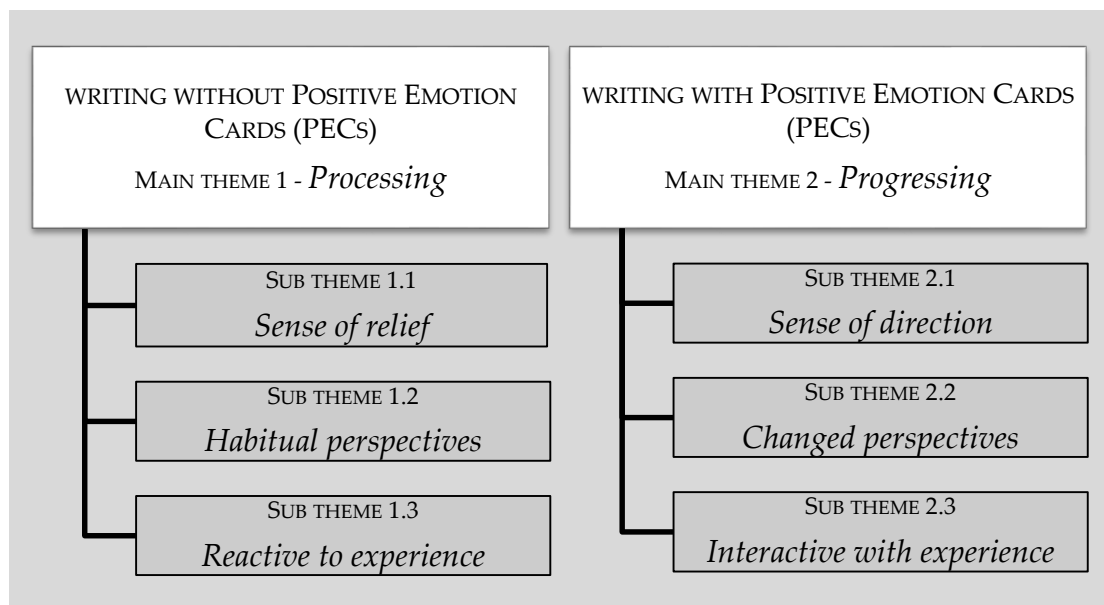 WRITING WITHOUT POSITIVE EMOTION
CARDS (PECS)
MAIN THEME 1 - Processing
SUB THEME 1.1
Sense of relief
SUB THEME 1.2
Habitual perspectives
SUB THEME 1.3
Reactive to experience
WRITING WITH POSITIVE EMOTION CARDS
(PECS)
MAIN THEME 2 - Progressing
SUB THEME 2.1
Sense of direction
SUB THEME 2.2
Changed perspectives
SUB THEME 2.3
Interactive with experience